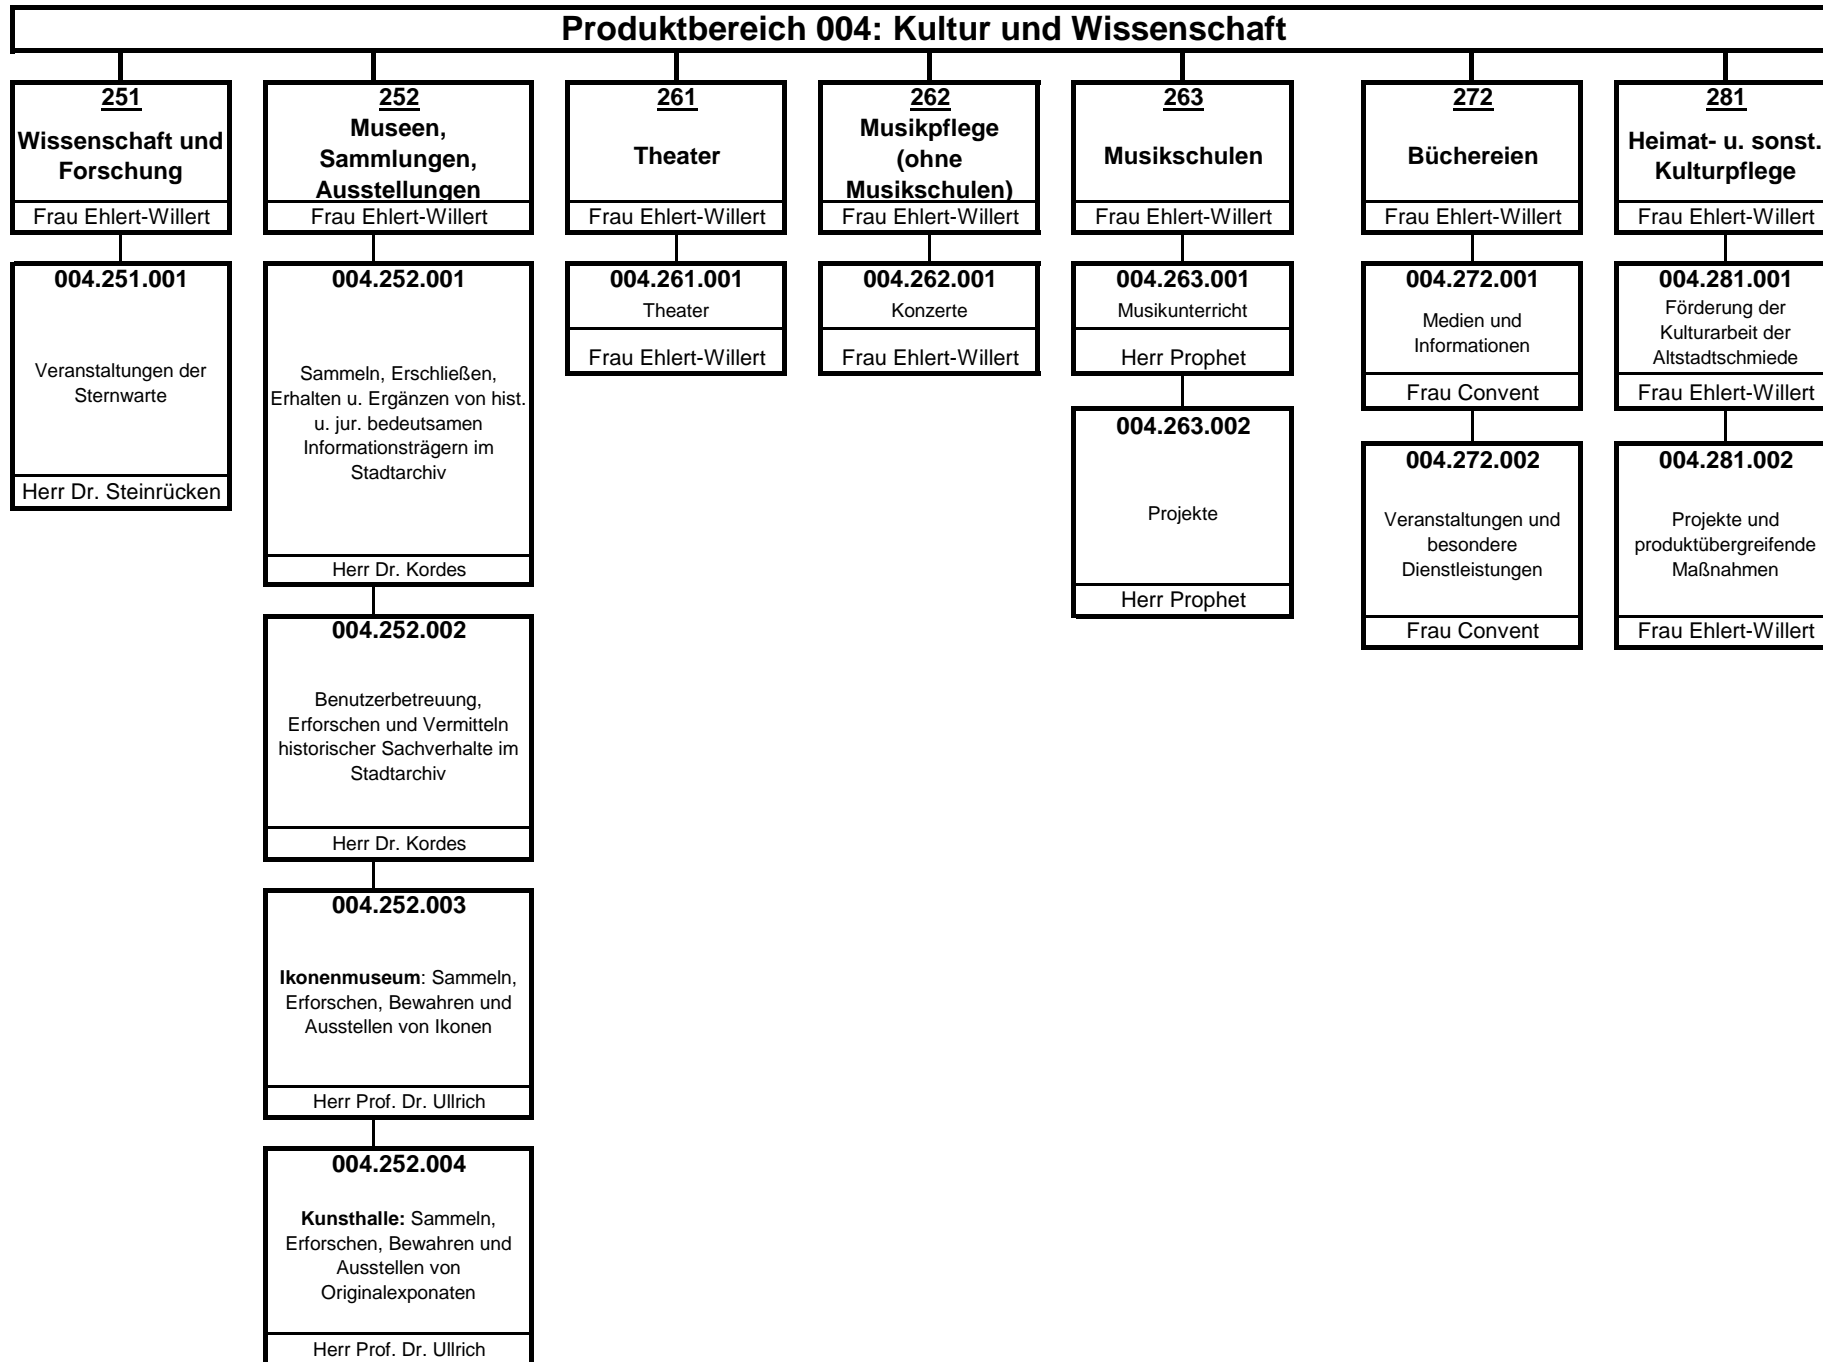 Produktbereich 004: Kultur und Wissenschaft
251
Wissenschaft und
Forschung
Frau Ehlert-Willert
004.251.001
Veranstaltungen der
Sternwarte
Herr Dr. Steinrücken
252
Museen,
Sammlungen,
Ausstellungen
Frau Ehlert-Willert
004.252.001
Sammeln, Erschließen,
Erhalten u. Ergänzen von hist.
u. jur. bedeutsamen
Informationsträgern im
Stadtarchiv
Herr Dr. Kordes
004.252.002
Benutzerbetreuung,
Erforschen und Vermitteln
historischer Sachverhalte im
Stadtarchiv
Herr Dr. Kordes
004.252.003
Ikonenmuseum: Sammeln,
Erforschen, Bewahren und
Ausstellen von Ikonen
Herr Prof. Dr. Ullrich
004.252.004
Kunsthalle: Sammeln,
Erforschen, Bewahren und
Ausstellen von
Originalexponaten
Herr Prof. Dr. Ullrich
261
Theater
Frau Ehlert-Willert
004.261.001
Theater
Frau Ehlert-Willert
262
Musikpflege
(ohne
Musikschulen)
Frau Ehlert-Willert
004.262.001
Konzerte
Frau Ehlert-Willert
263
Musikschulen
Frau Ehlert-Willert
004.263.001
Musikunterricht
Herr Prophet
004.263.002
Projekte
Herr Prophet
272
Büchereien
Frau Ehlert-Willert
004.272.001
Medien und
Informationen
Frau Convent
004.272.002
Veranstaltungen und
besondere
Dienstleistungen
Frau Convent
281
Heimat- u. sonst.
Kulturpflege
Frau Ehlert-Willert
004.281.001
Förderung der
Kulturarbeit der
Altstadtschmiede
Frau Ehlert-Willert
004.281.002
Projekte und
produktübergreifende
Maßnahmen
Frau Ehlert-Willert